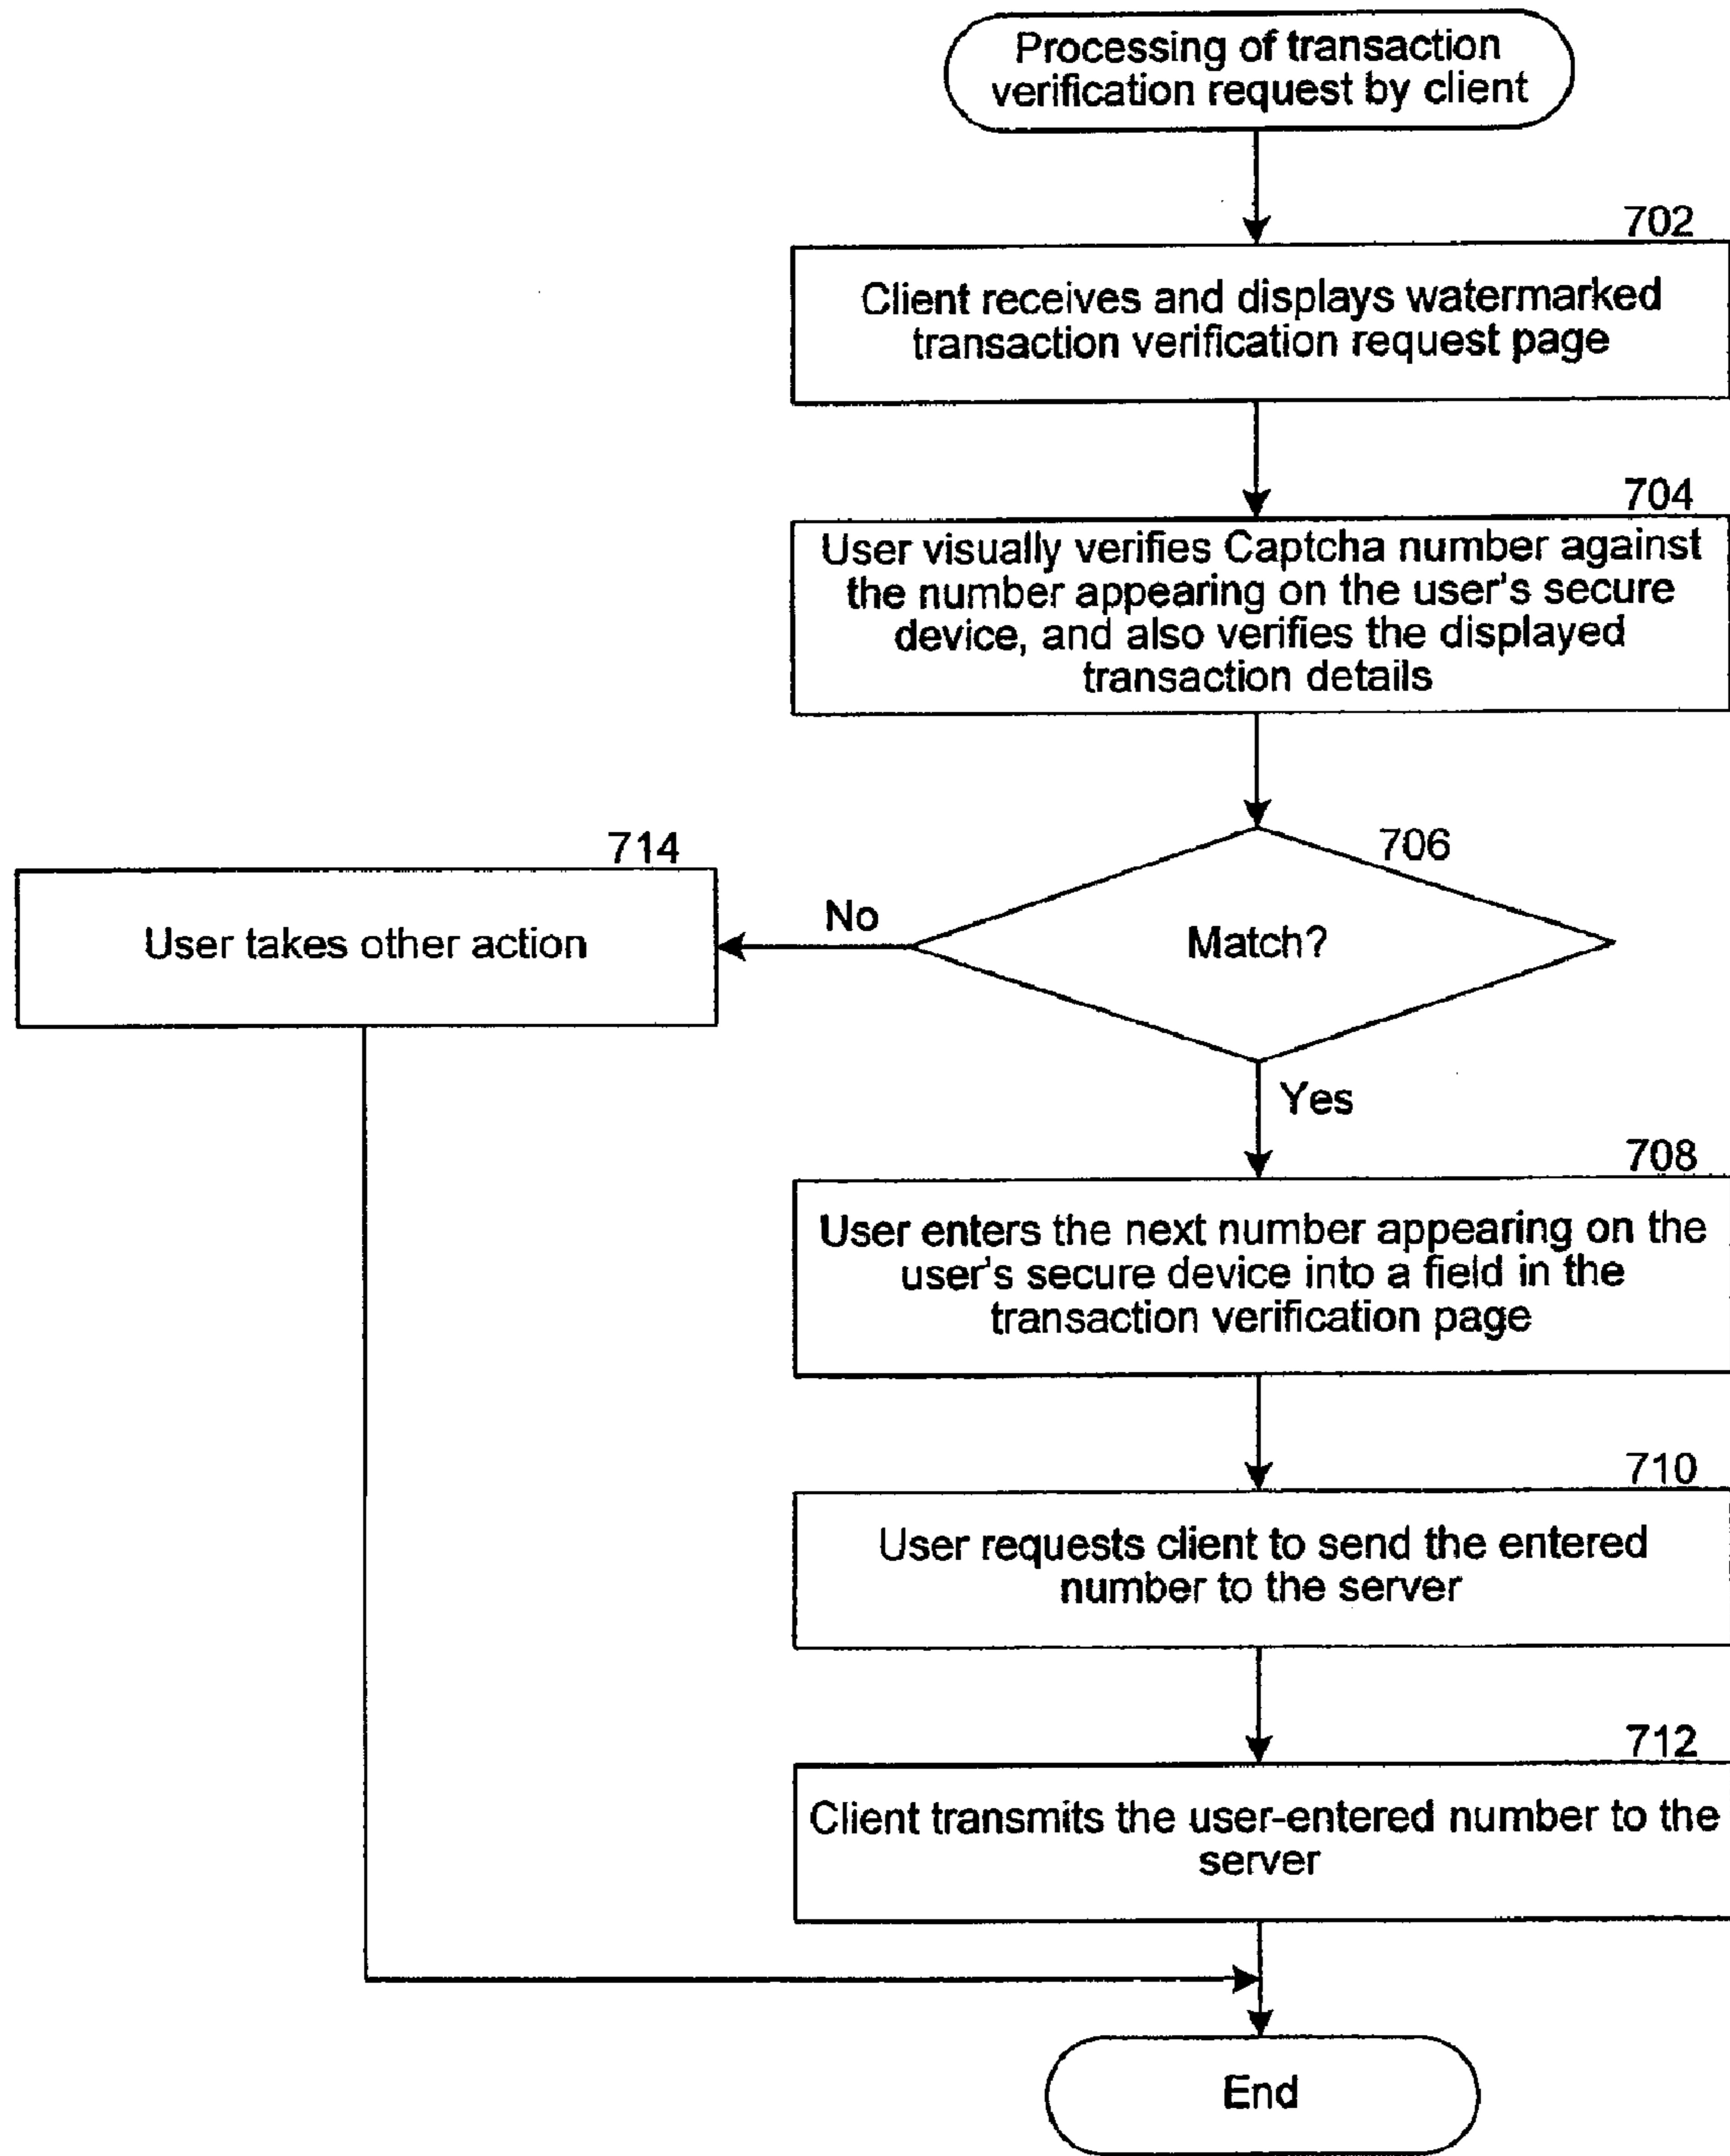 Processing of transaction
verification request by client
702
Client receives and displays watermarked
transaction verification request page
704
User visually verifies Captcha number against
the number appearing on the user's secure
device, and also verifies the displayed
transaction details
706
Match?
No
714
User takes other action
Yes
708
User enters the next number appearing on the
user's secure device into a field in the
transaction verification page
710
User requests client to send the entered
number to the server
712
Client transmits the user-entered number to the
server
End